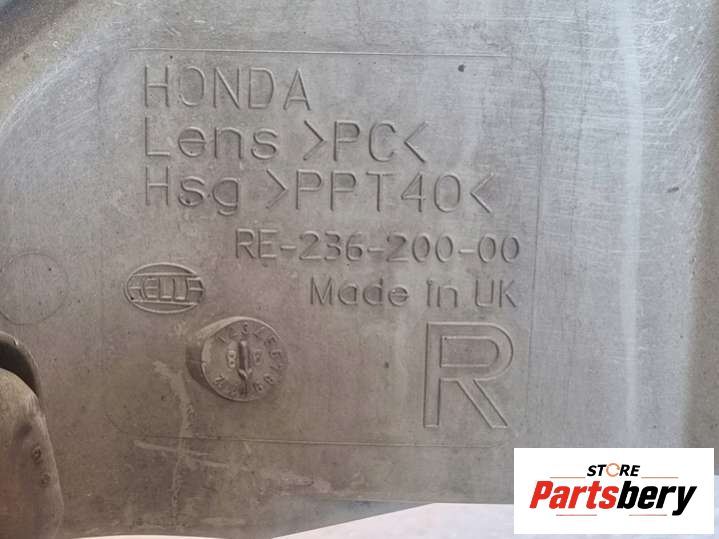 HONDA
Lens >PC<
Hsg >PPT40<
RE-236-200-00
HELLA
Made in UK
R
STORE
Partsbery